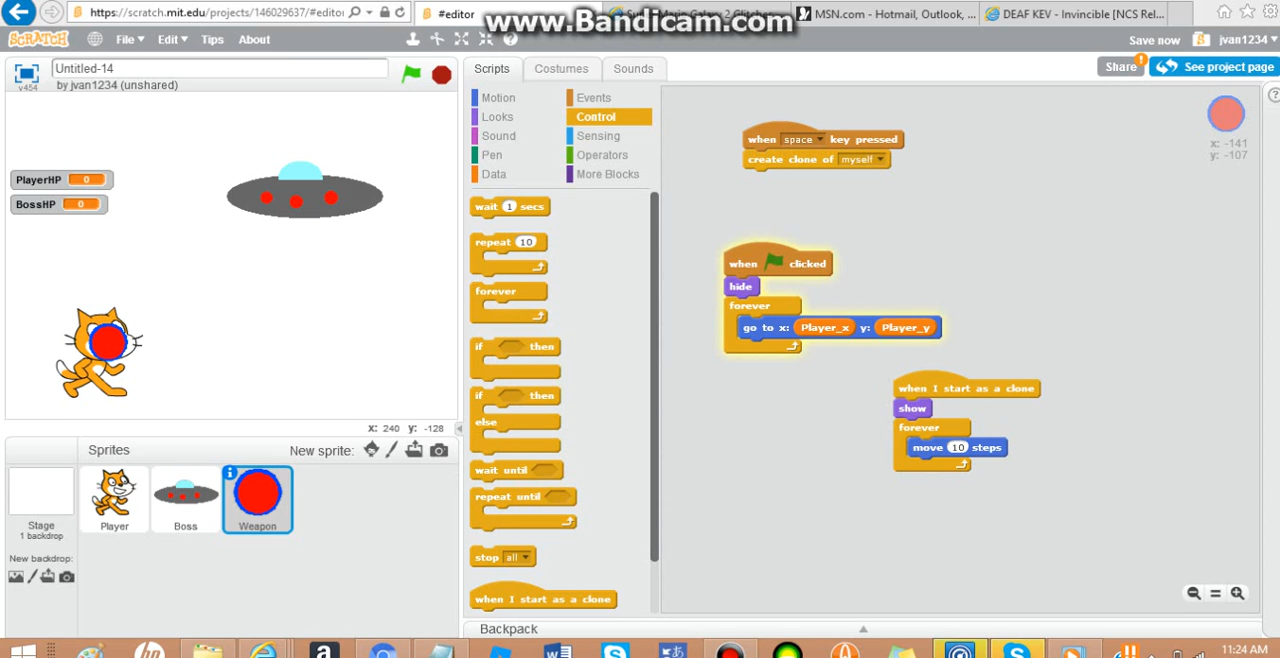 https://scratch.mit.edu/projects/146029637/#editor
#editor
MSN.com - Hotmail, Outlook, ...
DEAF KEV - Invincible [NCS Rel...
www.Bandicam.com
SCRATCH
File
Edit
Tips
About
Save now
jvan1234
v454
Untitled-14
by jvan1234 (unshared)
Scripts
Costumes
Sounds
Share
!
See project page
Motion
Events
Looks
Control
Sound
Sensing
Pen
Operators
Data
More Blocks
PlayerHP 0
BossHP 0
wait 1 secs
repeat 10
forever
if then
if then
else
wait until
repeat until
stop all
when I start as a clone
when space key pressed
create clone of myself
when clicked
hide
forever
go to x: Player_x y: Player_y
when I start as a clone
show
forever
move 10 steps
x: -141
y: -107
x: 240 y: -128
Sprites
New sprite:
Stage
1 backdrop
New backdrop:
Player
Boss
Weapon
Backpack
11:24 AM